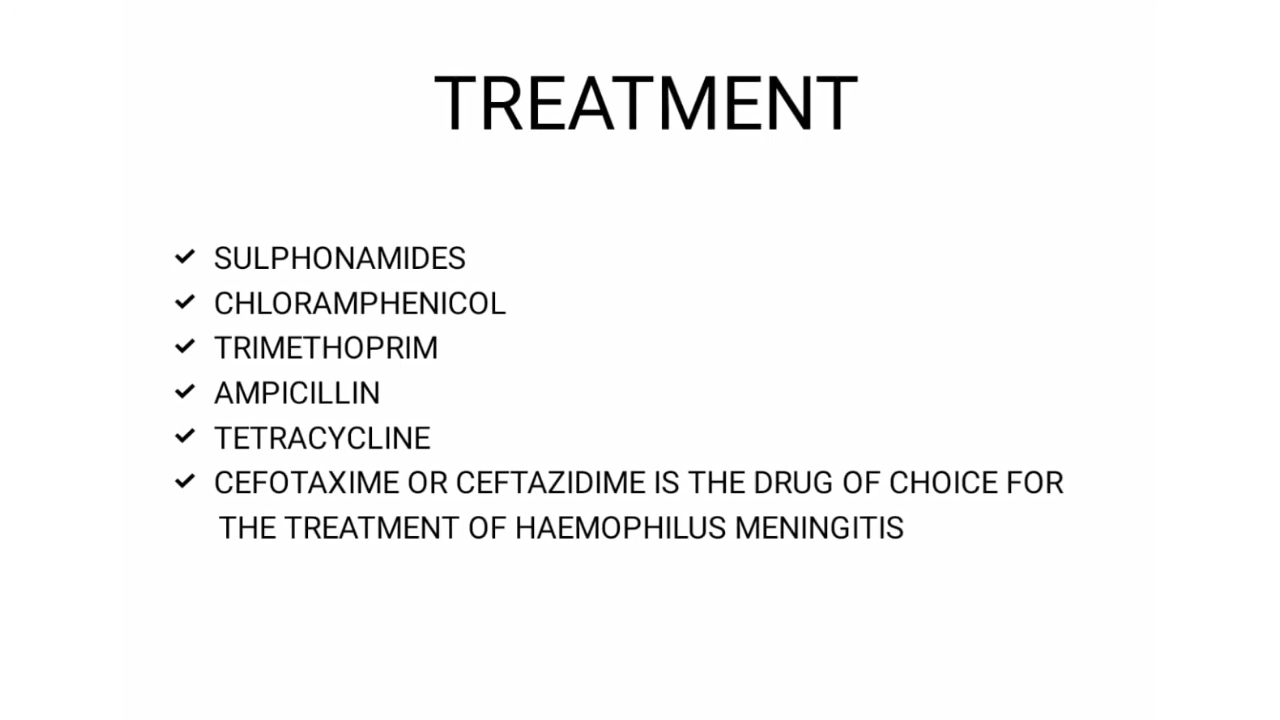 TREATMENT
✓ SULPHONAMIDES
✓ CHLORAMPHENICOL
✓ TRIMETHOPRIM
✓ AMPICILLIN
✓ TETRACYCLINE
✓ CEFOTAXIME OR CEFTAZIDIME IS THE DRUG OF CHOICE FOR
THE TREATMENT OF HAEMOPHILUS MENINGITIS